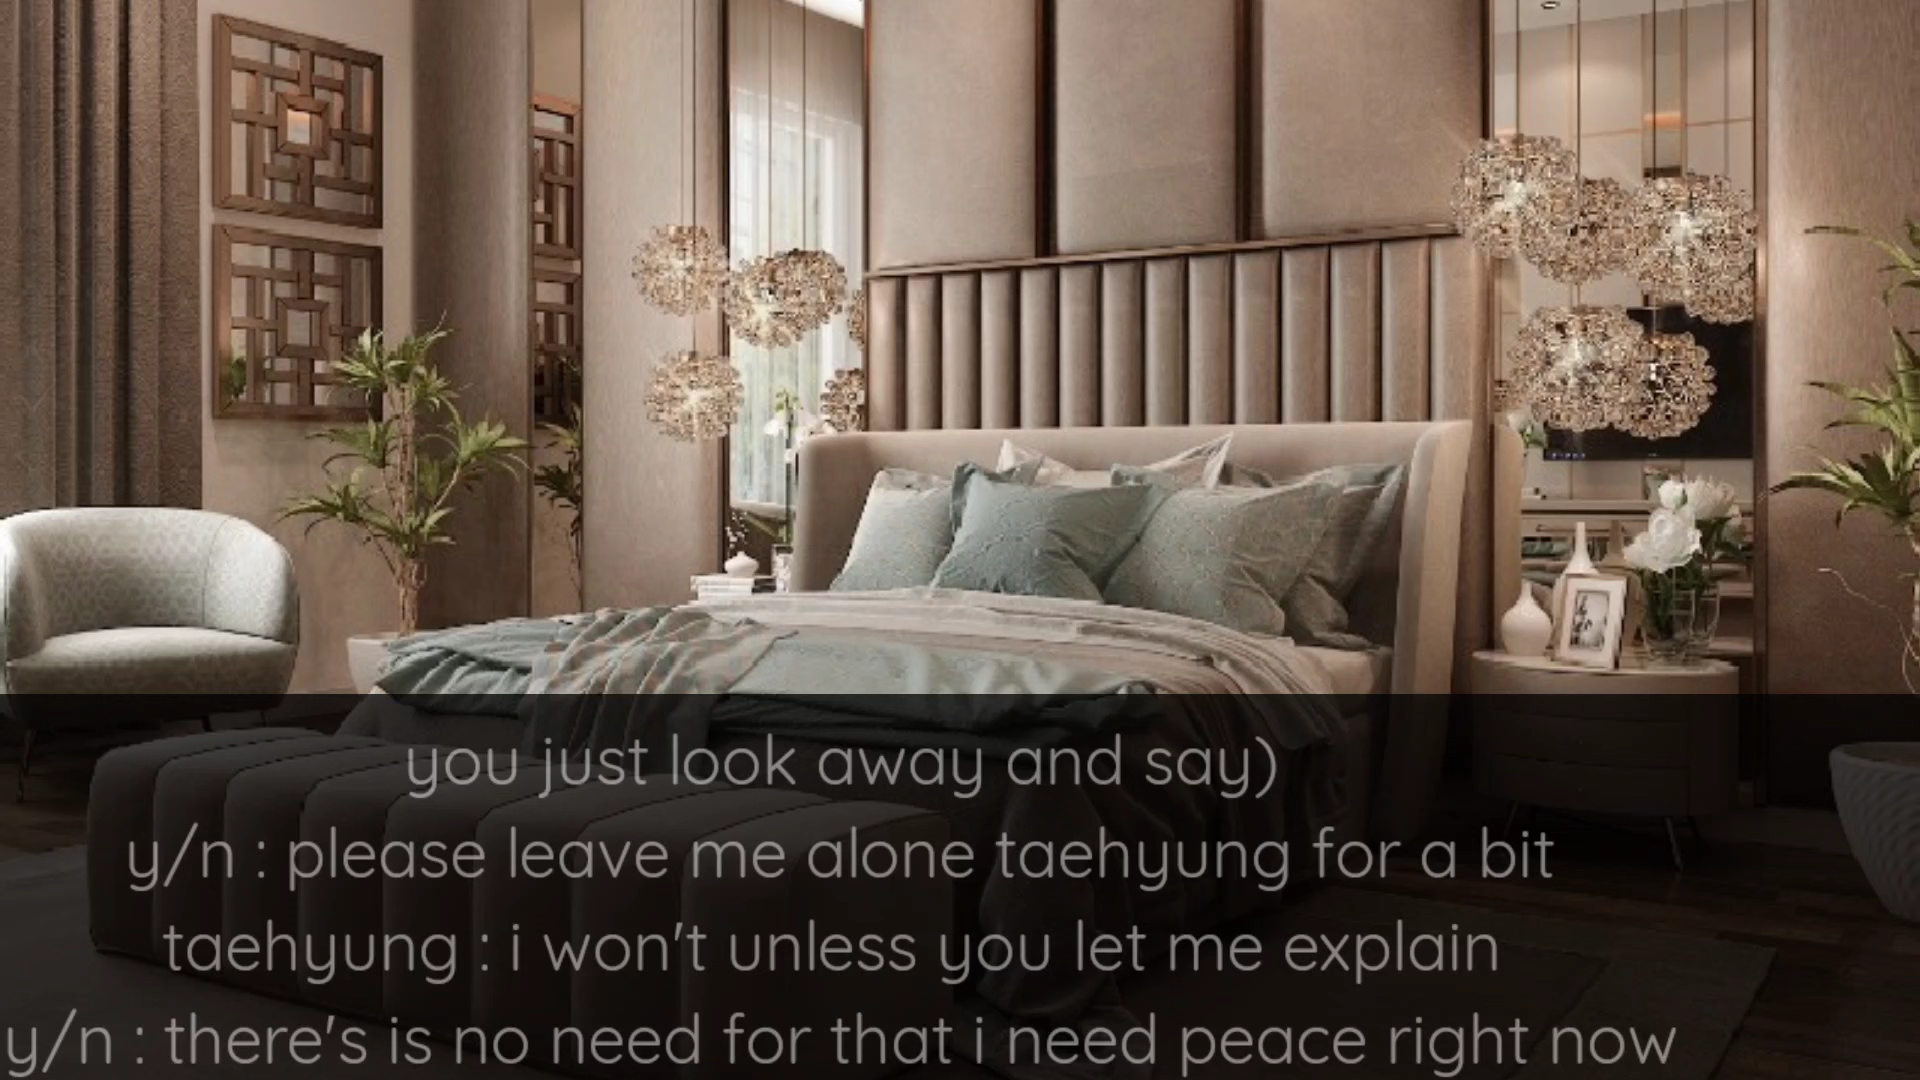 you just look away and say)
y/n : please leave me alone taehyung for a bit
taehyung : i won't unless you let me explain
y/n : there's is no need for that i need peace right now